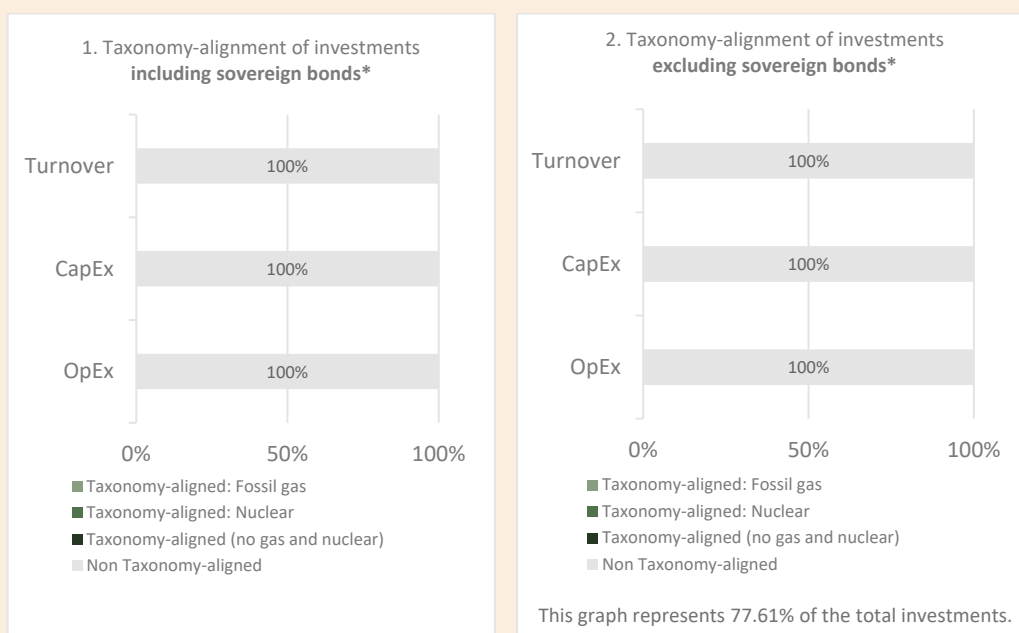 1. Taxonomy-alignment of investments
including sovereign bonds*
Turnover
100%
CapEx
100%
OpEx
100%
0%
50%
100%
Taxonomy-aligned: Fossil gas
Taxonomy-aligned: Nuclear
Taxonomy-aligned (no gas and nuclear)
Non Taxonomy-aligned
2. Taxonomy-alignment of investments
excluding sovereign bonds*
Turnover
100%
CapEx
100%
OpEx
100%
0%
50%
100%
Taxonomy-aligned: Fossil gas
Taxonomy-aligned: Nuclear
Taxonomy-aligned (no gas and nuclear)
Non Taxonomy-aligned
This graph represents 77.61% of the total investments.